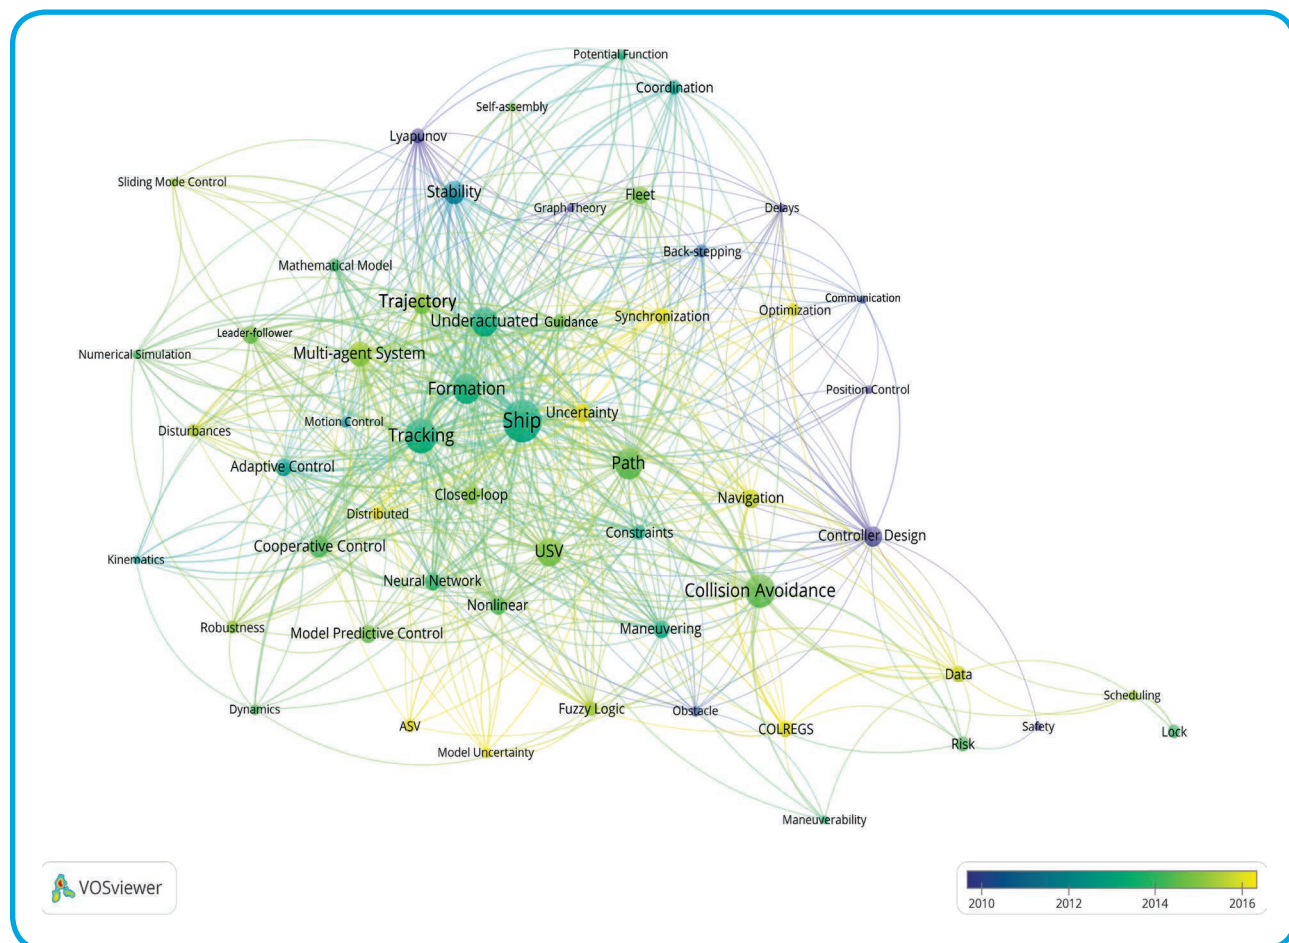 Potential Function
Coordination
Self-assembly
Lyapunov
Sliding Mode Control
Stability
Fleet
Graph Theory
Delays
Back-stepping
Mathematical Model
Communication
Trajectory
Optimization
Synchronization
Underactuated
Guidance
Leader-follower
Multi-agent System
Numerical Simulation
Formation
Position Control
Uncertainty
Ship
Motion Control
Disturbances
Tracking
Path
Adaptive Control
Closed-loop
Navigation
Distributed
Constraints
Controller Design
Cooperative Control
USV
Kinematics
Neural Network
Collision Avoidance
Nonlinear
Robustness
Model Predictive Control
Maneuvering
Data
Scheduling
Dynamics
Fuzzy Logic
Obstacle
ASV
COLREGS
Safety
Lock
Risk
Model Uncertainty
Maneuverability
VOSviewer
2010 2012 2014 2016